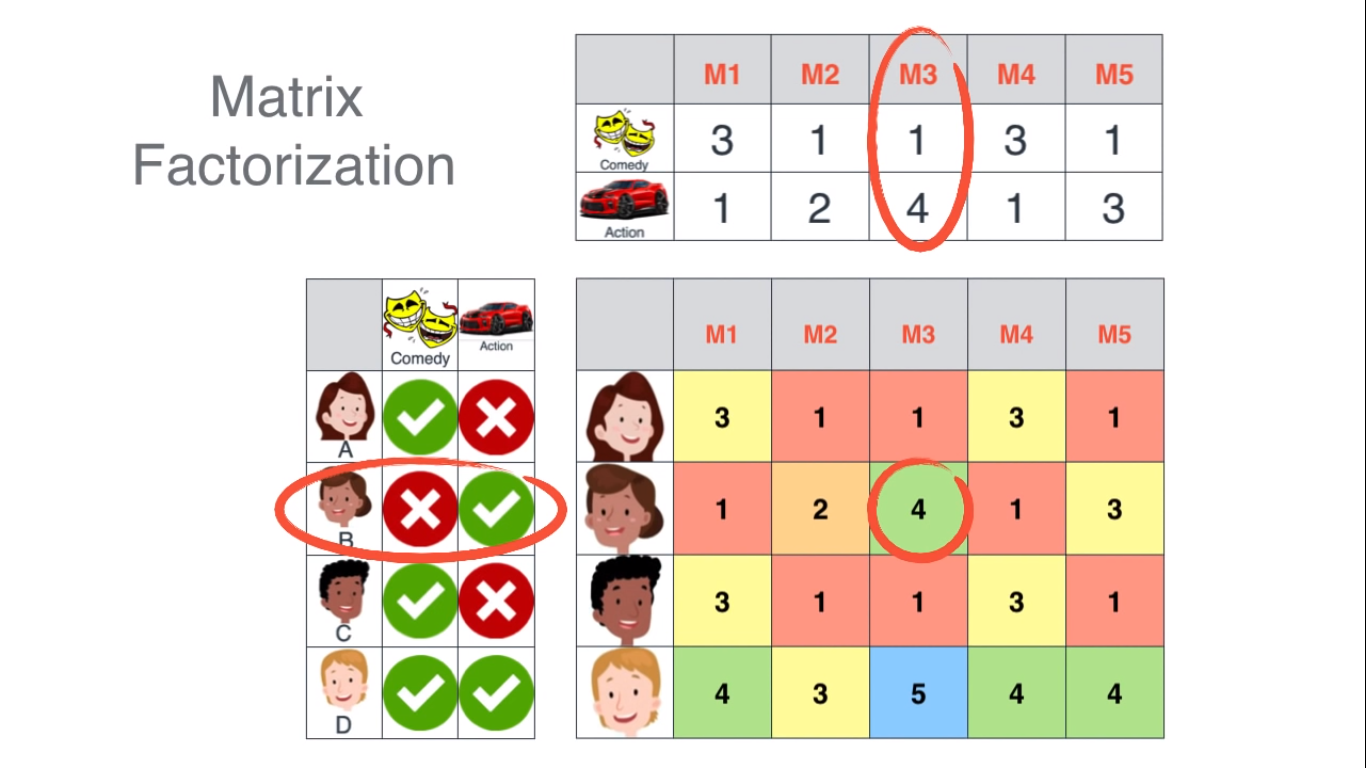 Matrix
Factorization
M1 M2 M3 M4 M5
Comedy 3 1 1 3 1
Action 1 2 4 1 3
Comedy Action
A
B
C
D
M1 M2 M3 M4 M5
3 1 1 3 1
1 2 4 1 3
3 1 1 3 1
4 3 5 4 4